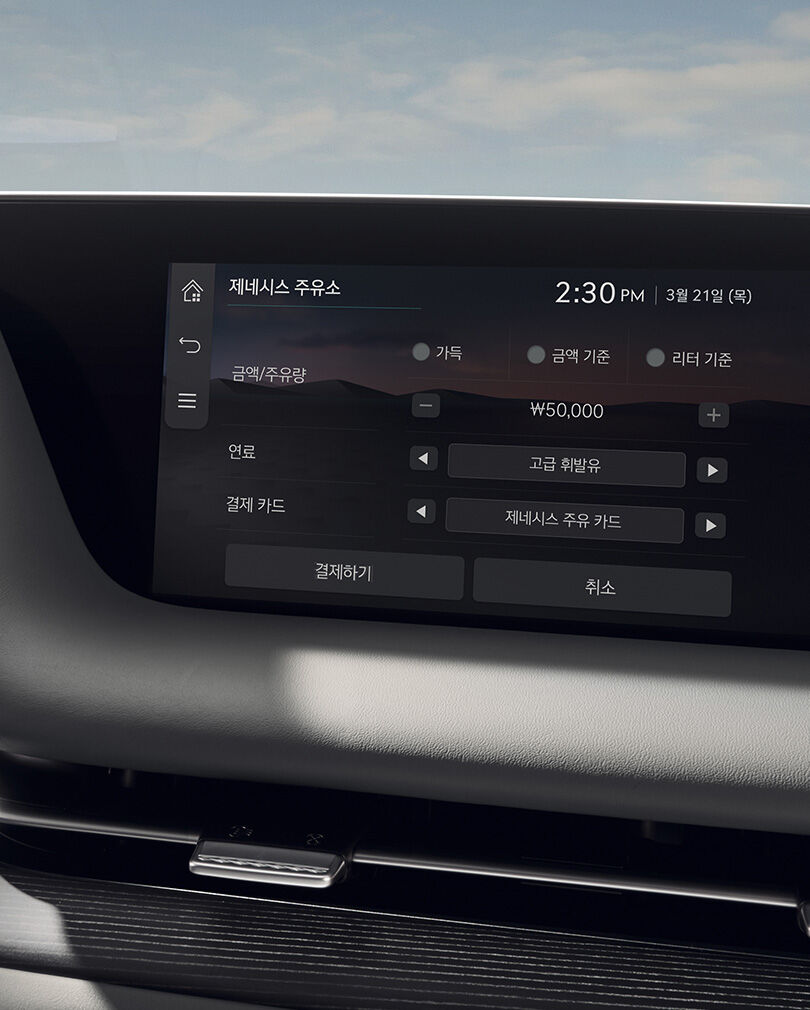 제네시스 주유소
2:30 PM 3월 21일 (목)
가득 금액 기준 리터 기준
금액/주유량
₩50,000
연료 고급 휘발유
결제 카드 제네시스 주유 카드
결제하기 취소